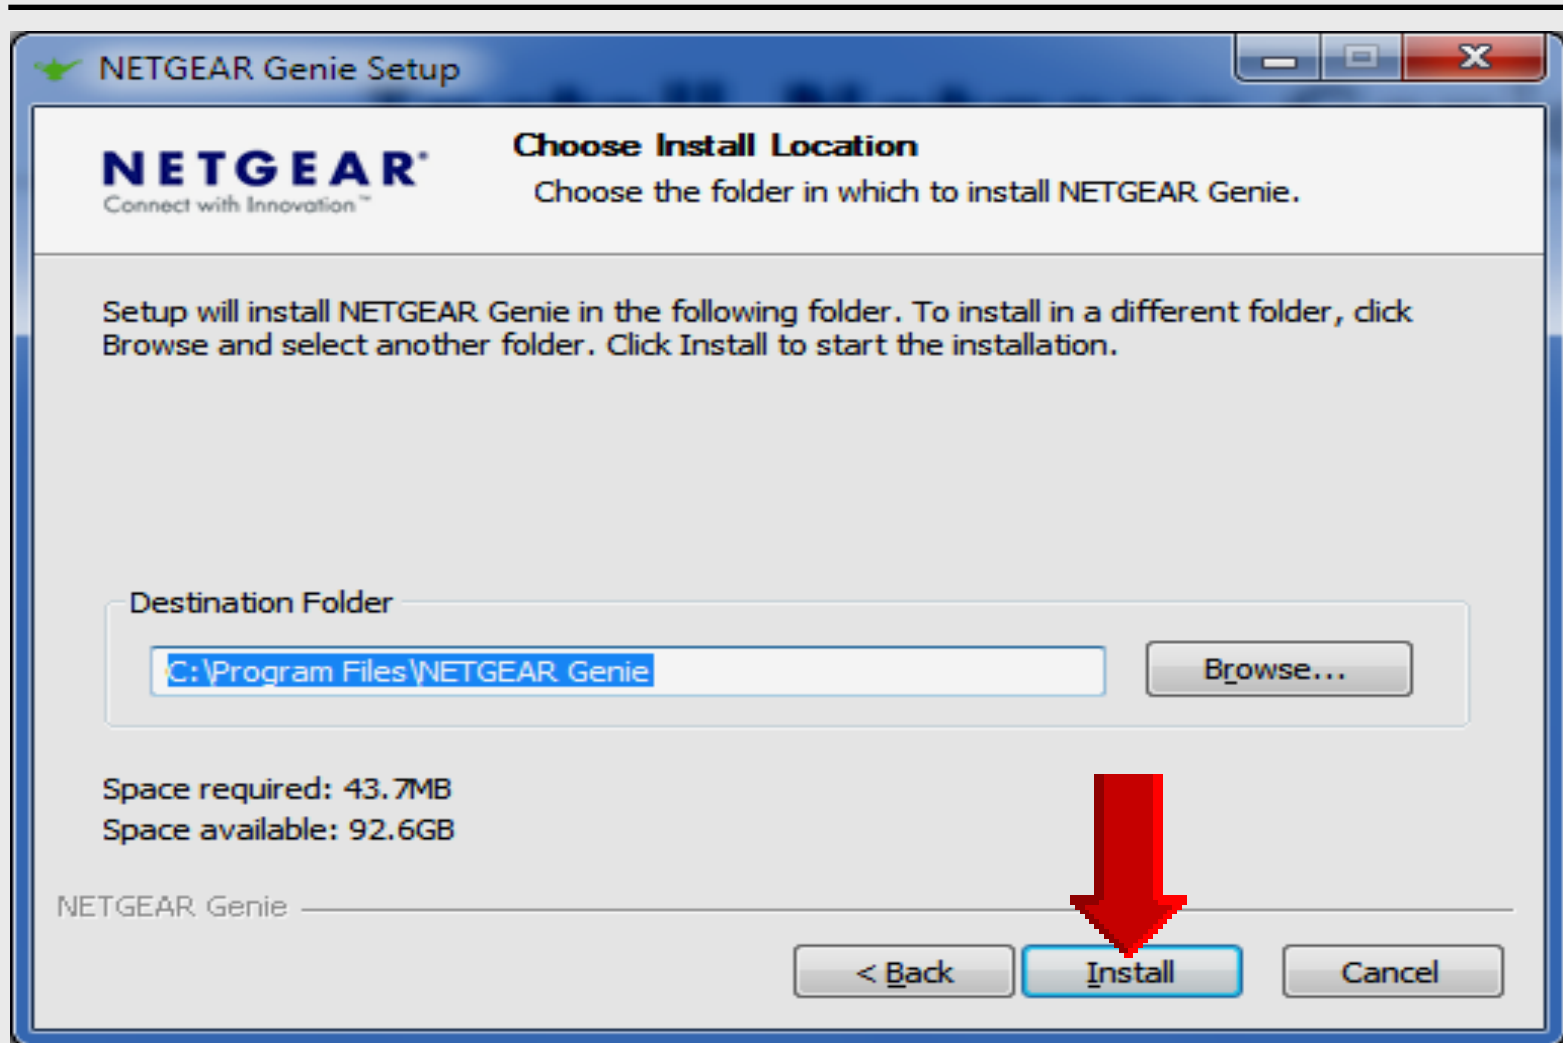 NETGEAR Genie Setup
NETGEAR®
Connect with Innovation™
Choose Install Location
Choose the folder in which to install NETGEAR Genie.
Setup will install NETGEAR Genie in the following folder. To install in a different folder, click
Browse and select another folder. Click Install to start the installation.
Destination Folder
C:\Program Files\NETGEAR Genie
Browse...
Space required: 43.7MB
Space available: 92.6GB
NETGEAR Genie
< Back
Install
Cancel